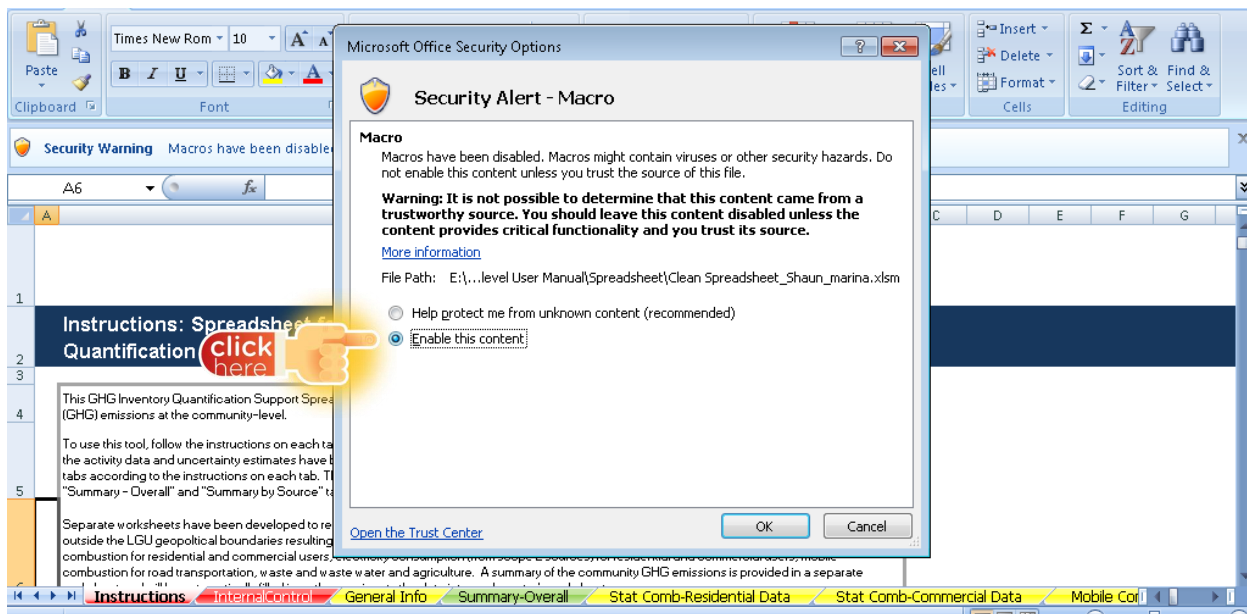 Times New Rom
10
A A
Paste
B I U
A
Clipboard
Font
Insert
Delete
Format
Cells
Σ
Sort &
Filter
Find &
Select
Editing
Microsoft Office Security Options
Security Alert - Macro
Security Warning Macros have been disable
Macro
Macros have been disabled. Macros might contain viruses or other security hazards. Do
not enable this content unless you trust the source of this file.
Warning: It is not possible to determine that this content came from a
trustworthy source. You should leave this content disabled unless the
content provides critical functionality and you trust its source.
More information
File Path: E:\...level User Manual\Spreadsheet\Clean Spreadsheet_Shaun_marina.xlsm
Help protect me from unknown content (recommended)
Enable this content
Open the Trust Center
OK
Cancel
A6
fx
A
C D E F G
1
2
3
4
5
Instructions: Spreadsheet
Quantification
click
here
This GHG Inventory Quantification Support Sprea
(GHG) emissions at the community-level.
To use this tool, follow the instructions on each ta
the activity data and uncertainty estimates have
tabs according to the instructions on each tab.
"Summary - Overall" and "Summary by Source"
Separate worksheets have been developed to re
outside the LGU geopoltical boundaries resulting
combustion for residential and commercial users,
combustion for road transportation, waste and waste water and agriculture. A summary of the community GHG emissions is provided in a separate
Instructions
InternalControl
General Info
Summary-Overall
Stat Comb-Residential Data
Stat Comb-Commercial Data
Mobile Com